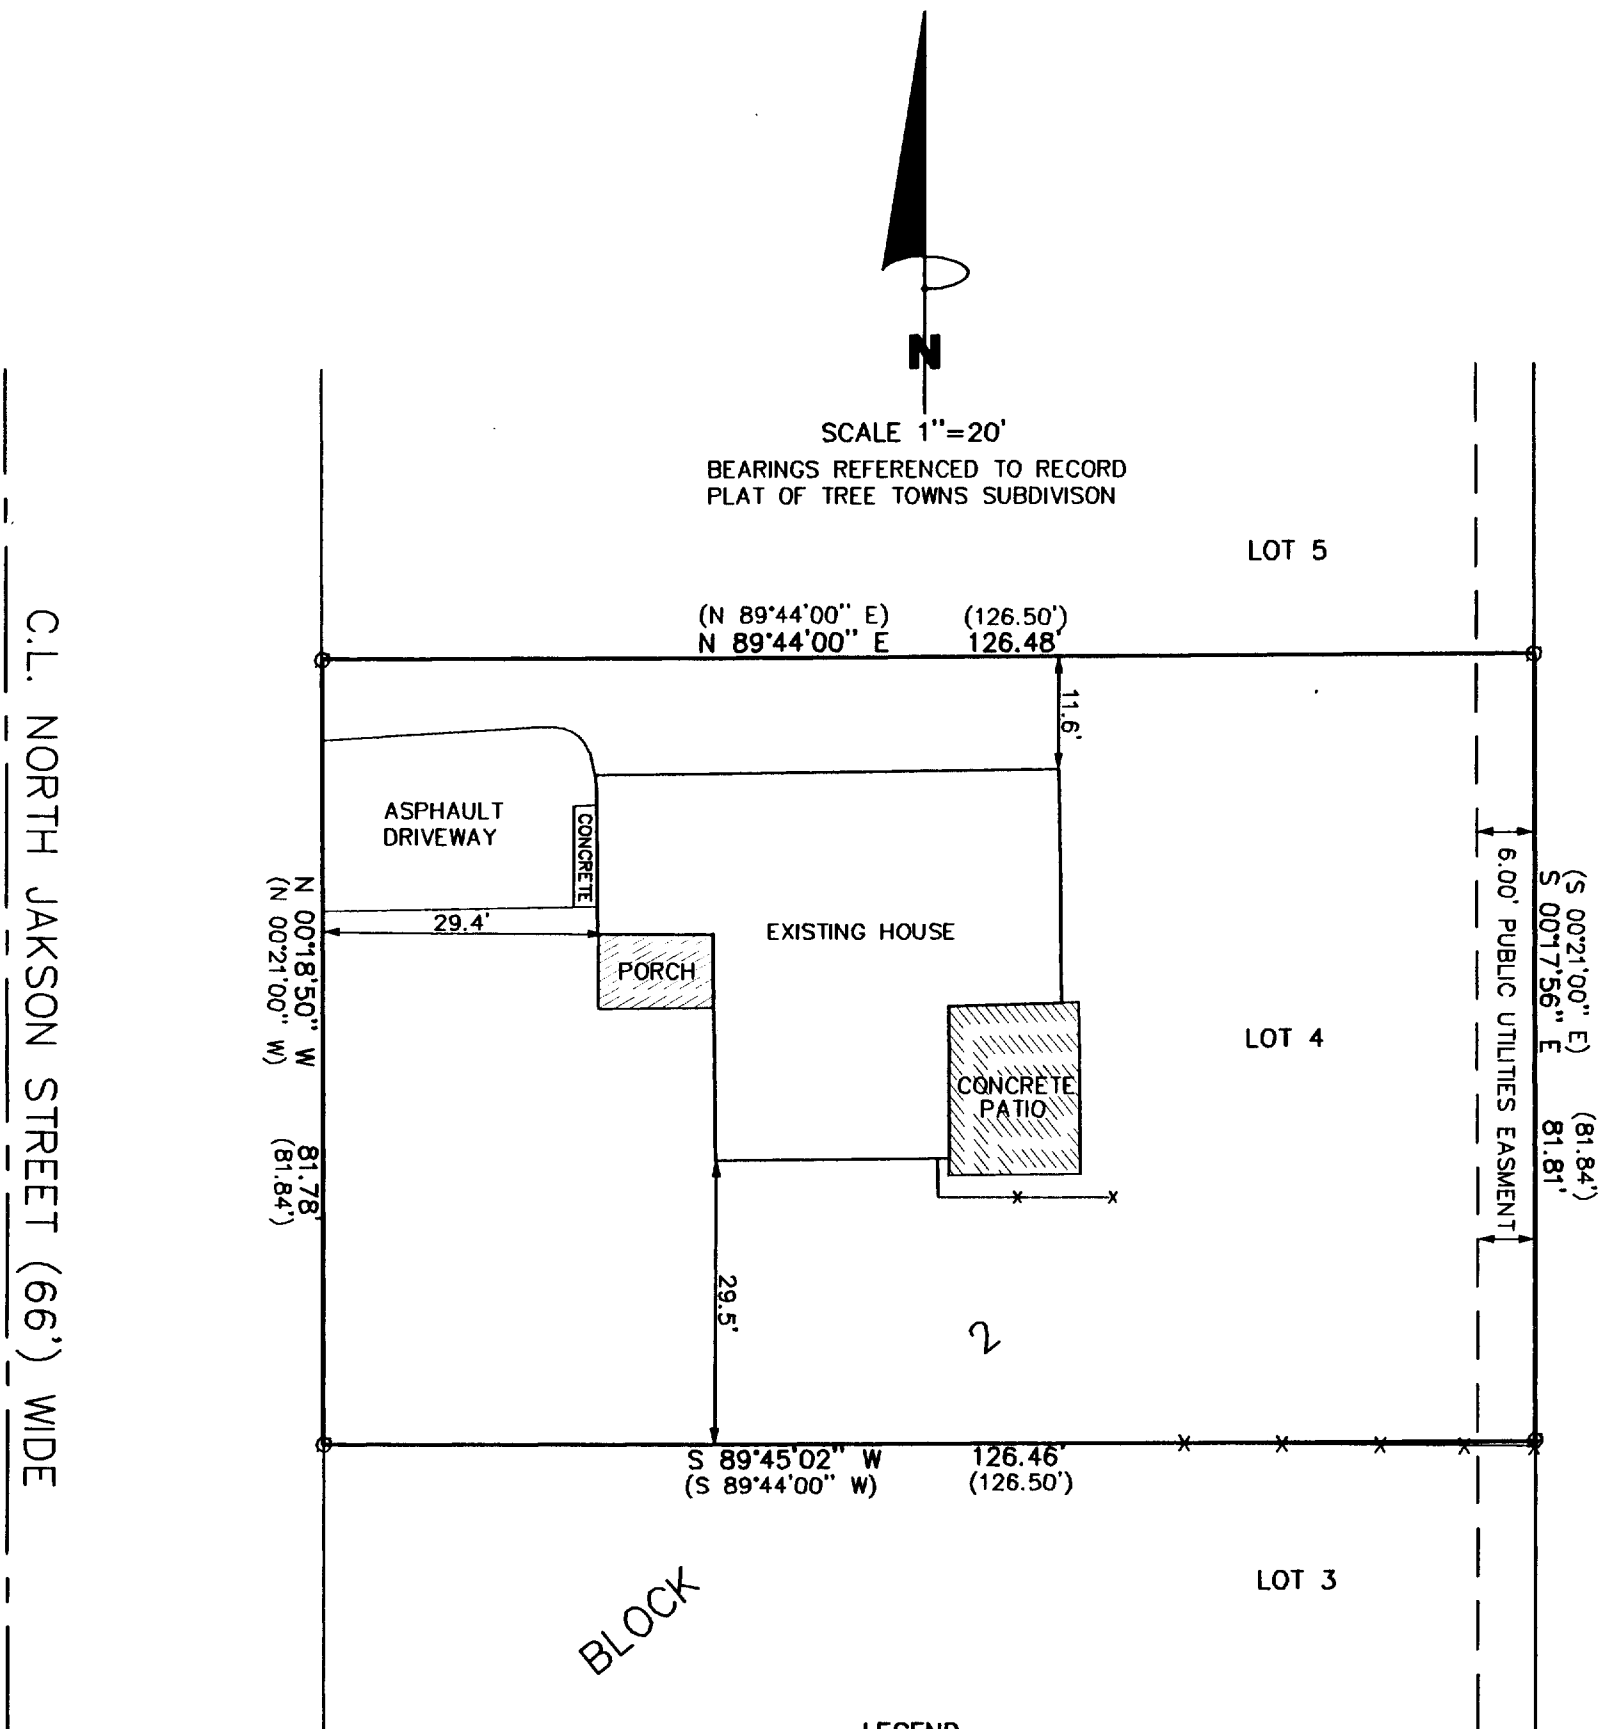 N
SCALE 1"=20'
BEARINGS REFERENCED TO RECORD
PLAT OF TREE TOWNS SUBDIVISON
LOT 5
(N 89°44'00" E) (126.50')
N 89°44'00" E 126.48'
11.6'
ASPHAULT
DRIVEWAY
CONCRETE
29.4'
PORCH
EXISTING HOUSE
CONCRETE
PATIO
LOT 4
6.00' PUBLIC UTILITIES EASMENT
(S 00°21'00" E) (81.84')
S 00°17'56" E 81.81'
N 00°18'50" W 81.78'
(N 00°21'00" W) (81.84')
C.L. NORTH JAKSON STREET (66') WIDE
29.5'
2
S 89°45'02" W 126.46'
(S 89°44'00" W) (126.50')
LOT 3
BLOCK
LEGEND